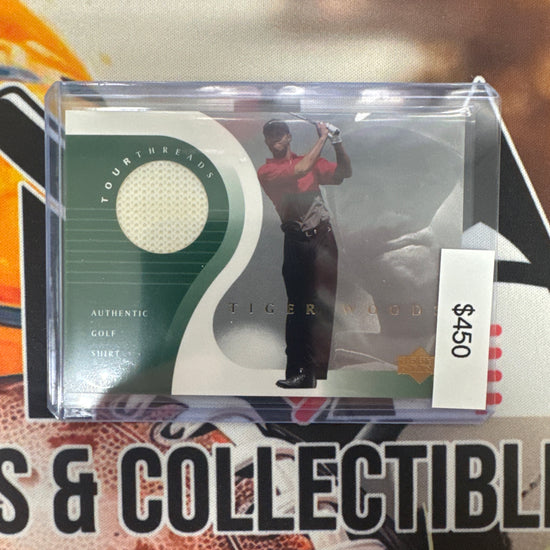 TOUR THREADS
AUTHENTIC
GOLF
SHIRT
TIGER WOODS
$450
S & COLLECTIBL